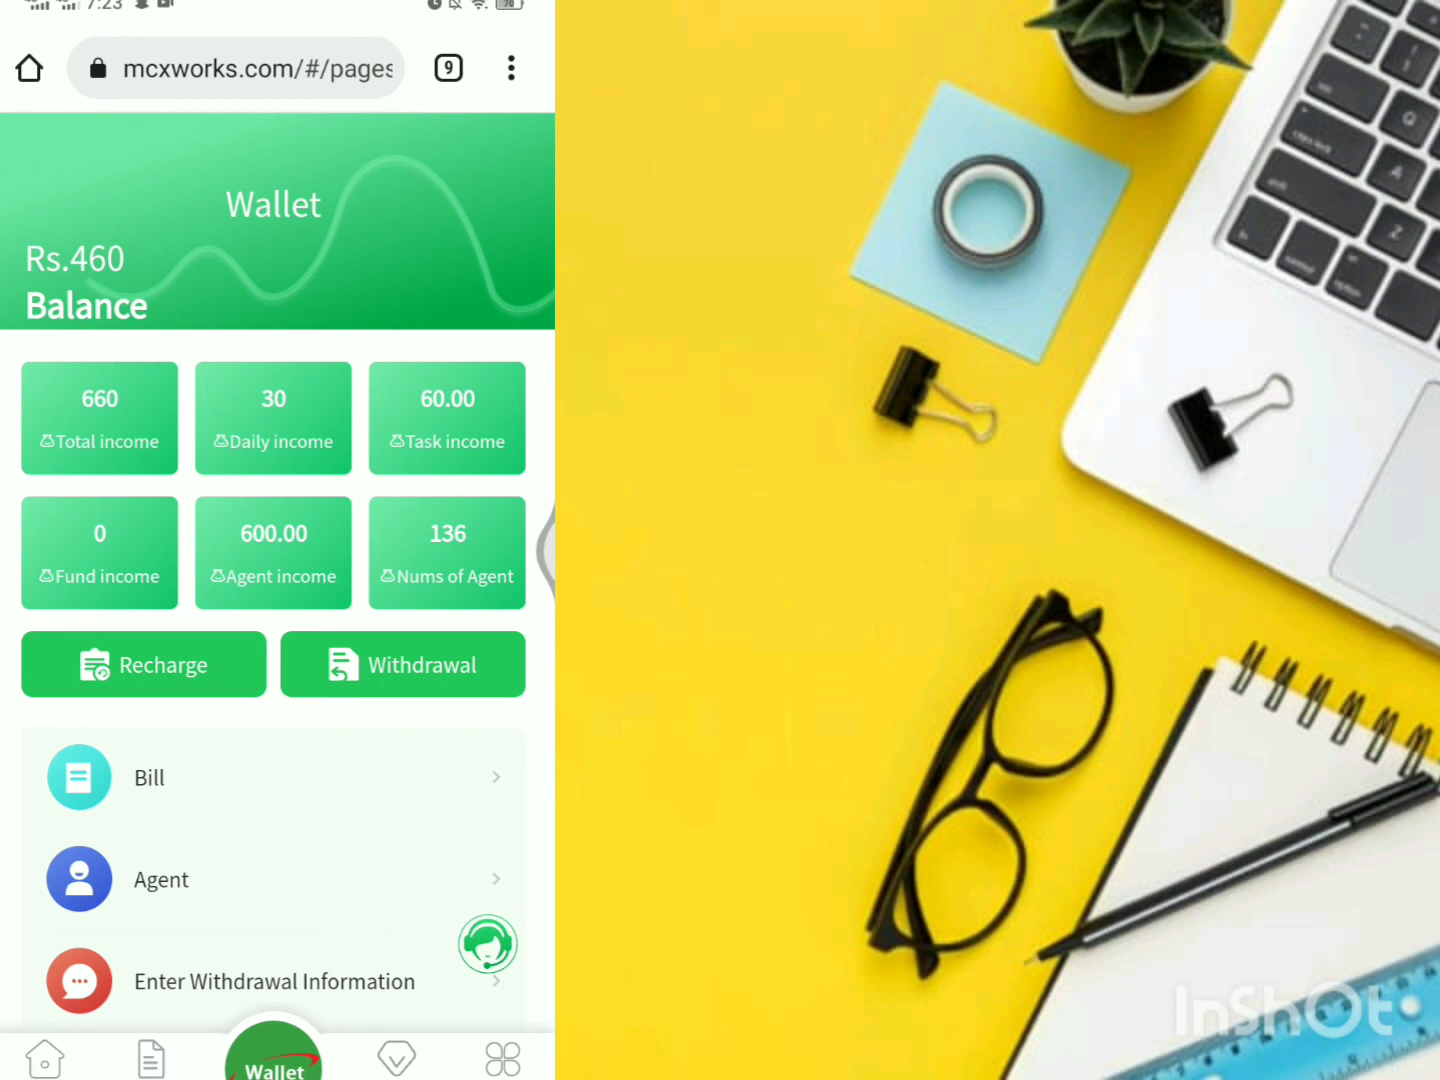 7:23
70
mcxworks.com/#/pages
9
Wallet
Rs.460
Balance
660
Total income
30
Daily income
60.00
Task income
0
Fund income
600.00
Agent income
136
Nums of Agent
Recharge
Withdrawal
Bill
Agent
Enter Withdrawal Information
Wallet
Q
A
Z
InShOt